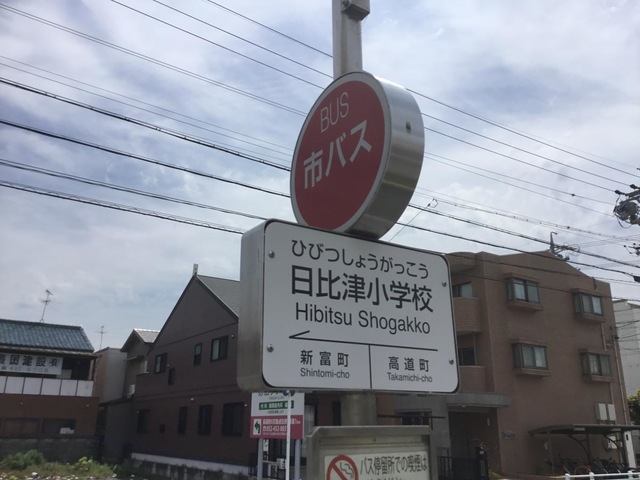 BUS
市バス
ひびつしょうがっこう
日比津小学校
Hibitsu Shogakko
新富町
Shintomi-cho
高道町
Takamichi-cho
バス停留所での喫煙は